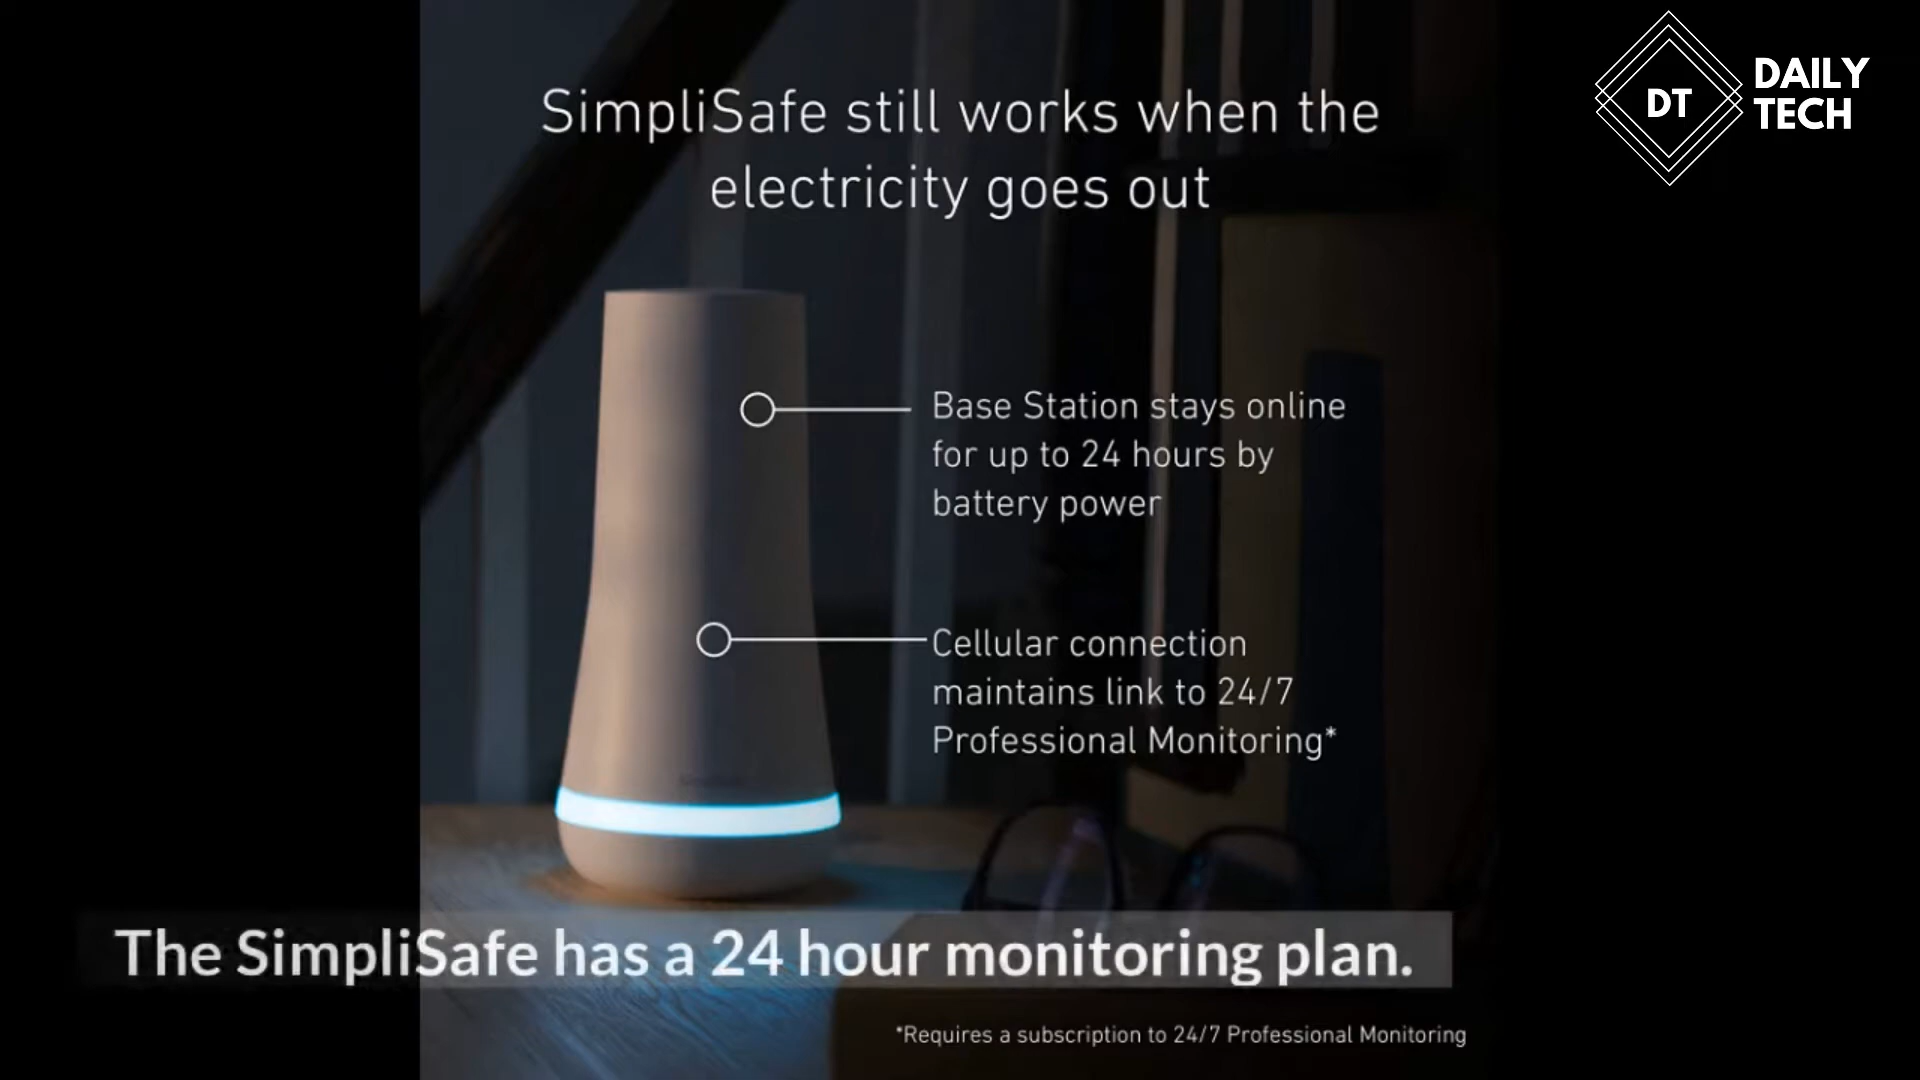 SimpliSafe still works when the
electricity goes out
DT
DAILY
TECH
Base Station stays online
for up to 24 hours by
battery power
Cellular connection
maintains link to 24/7
Professional Monitoring*
The SimpliSafe has a 24 hour monitoring plan.
*Requires a subscription to 24/7 Professional Monitoring